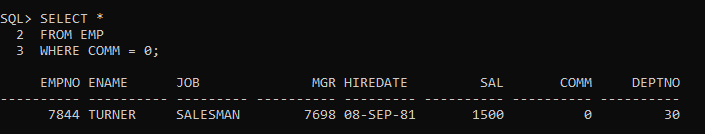 SQL> SELECT *
  2  FROM EMP
  3  WHERE COMM = 0;
     EMPNO ENAME      JOB              MGR HIREDATE         SAL       COMM     DEPTNO
---------- ---------- --------- ---------- --------- ---------- ---------- ----------
      7844 TURNER     SALESMAN        7698 08-SEP-81       1500          0         30